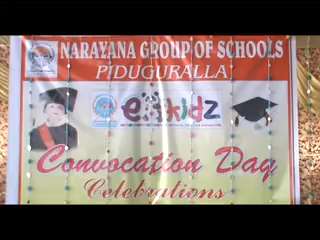 NARAYANA GROUP OF SCHOOLS
PIDUGURALLA
kidz
Convocation Day
Celebrations